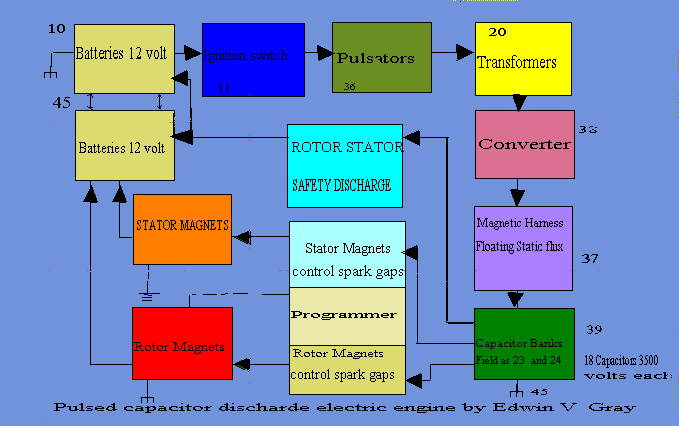 10
Batteries 12 volt
Ignition switch
11
Pulsators
36
20
Transformers
45
Batteries 12 volt
ROTOR STATOR
SAFETY DISCHARGE
Converter
38
STATOR MAGNETS
Stator Magnets
control spark gaps
Magnetic Harness
Floating Static flux
37
Programmer
Rotor Magnets
Rotor Magnets
control spark gaps
Capacitor Banks
Field as 23 and 24
39
18 Capacitors 3500
volts each
45
Pulsed capacitor discharde electric engine by Edwin V Gray